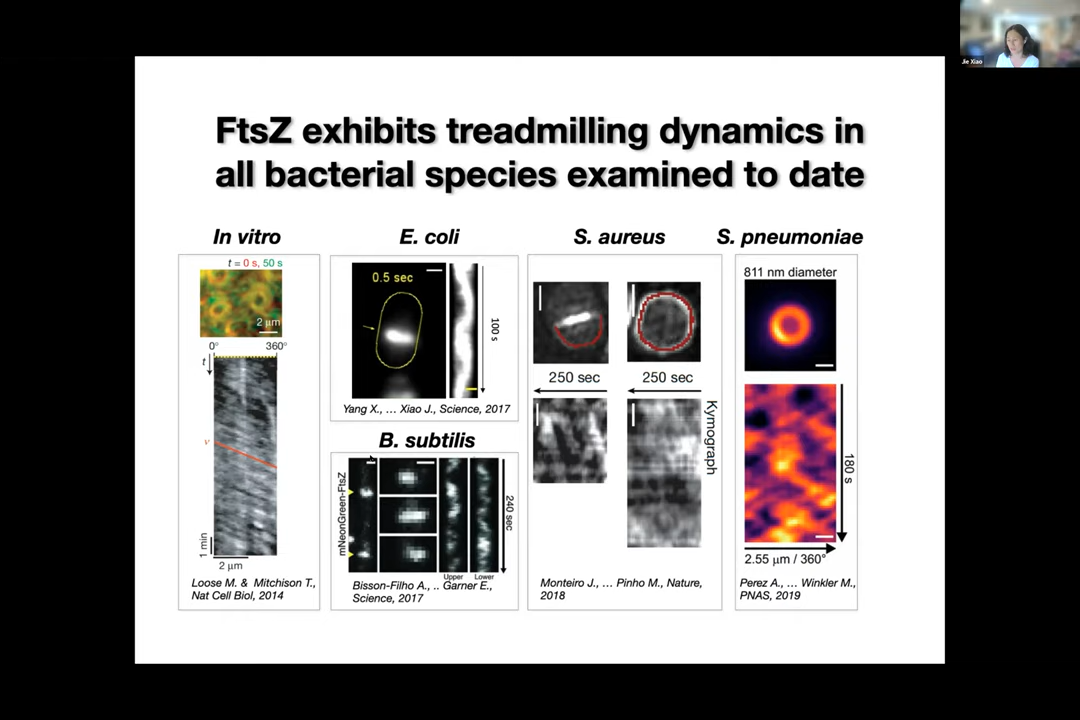 Jie Xiao
FtsZ exhibits treadmilling dynamics in
all bacterial species examined to date
In vitro
t = 0 s, 50 s
2 μm
0°
360°
t
v
1 min
2 μm
Loose M. & Mitchison T.,
Nat Cell Biol, 2014
E. coli
0.5 sec
100 s
Yang X., ... Xiao J., Science, 2017
B. subtilis
mNeonGreen-FtsZ
240 sec
Upper
Lower
Bisson-Filho A., .. Garner E.,
Science, 2017
S. aureus
250 sec
250 sec
Kymograph
Monteiro J., ... Pinho M., Nature,
2018
S. pneumoniae
811 nm diameter
180 s
2.55 μm / 360°
Perez A., ... Winkler M.,
PNAS, 2019